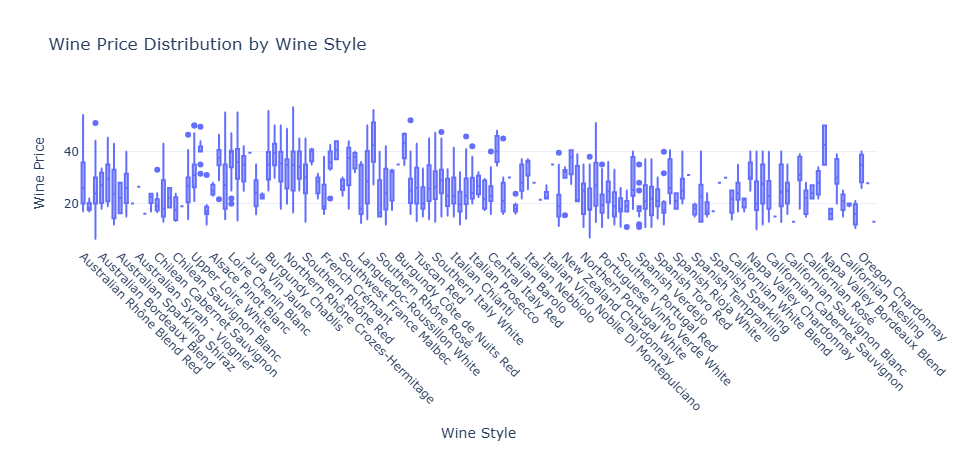 Wine Price Distribution by Wine Style
Wine Price
40
20
Australian Red
Australian Rhône Blend Red
Australian Bordeaux Blend
Australian Sparkling Shiraz
Australian Syrah - Viognier
Chilean Cabernet Sauvignon
Chilean Sauvignon Blanc
Upper Loire White
Alsace Pinot Blanc
Loire Chenin Blanc
Jura Vin Jaune
Burgundy Chablis
Northern Rhône Crozes-Hermitage
Southern Rhône Red
French Crémant
Southwest France Malbec
Languedoc-Roussillon White
Southern Rhône Rosé
Burgundy Côte de Nuits Red
Tuscan Red
Southern Italy White
Italian Chianti
Italian Prosecco
Central Italy Red
Italian Barolo
Italian Nebbiolo
Italian Vino Nobile Di Montepulciano
New Zealand Chardonnay
Northern Portugal White
Portuguese Vinho Verde White
Southern Portugal Red
Spanish Verdejo
Spanish Toro Red
Spanish Rioja White
Spanish Tempranillo
Spanish Sparkling
Californian White Blend
Napa Valley Chardonnay
Californian Cabernet Sauvignon
Californian Sauvignon Blanc
Californian Rosé
Napa Valley Bordeaux Blend
Californian Riesling
Oregon Chardonnay
Wine Style